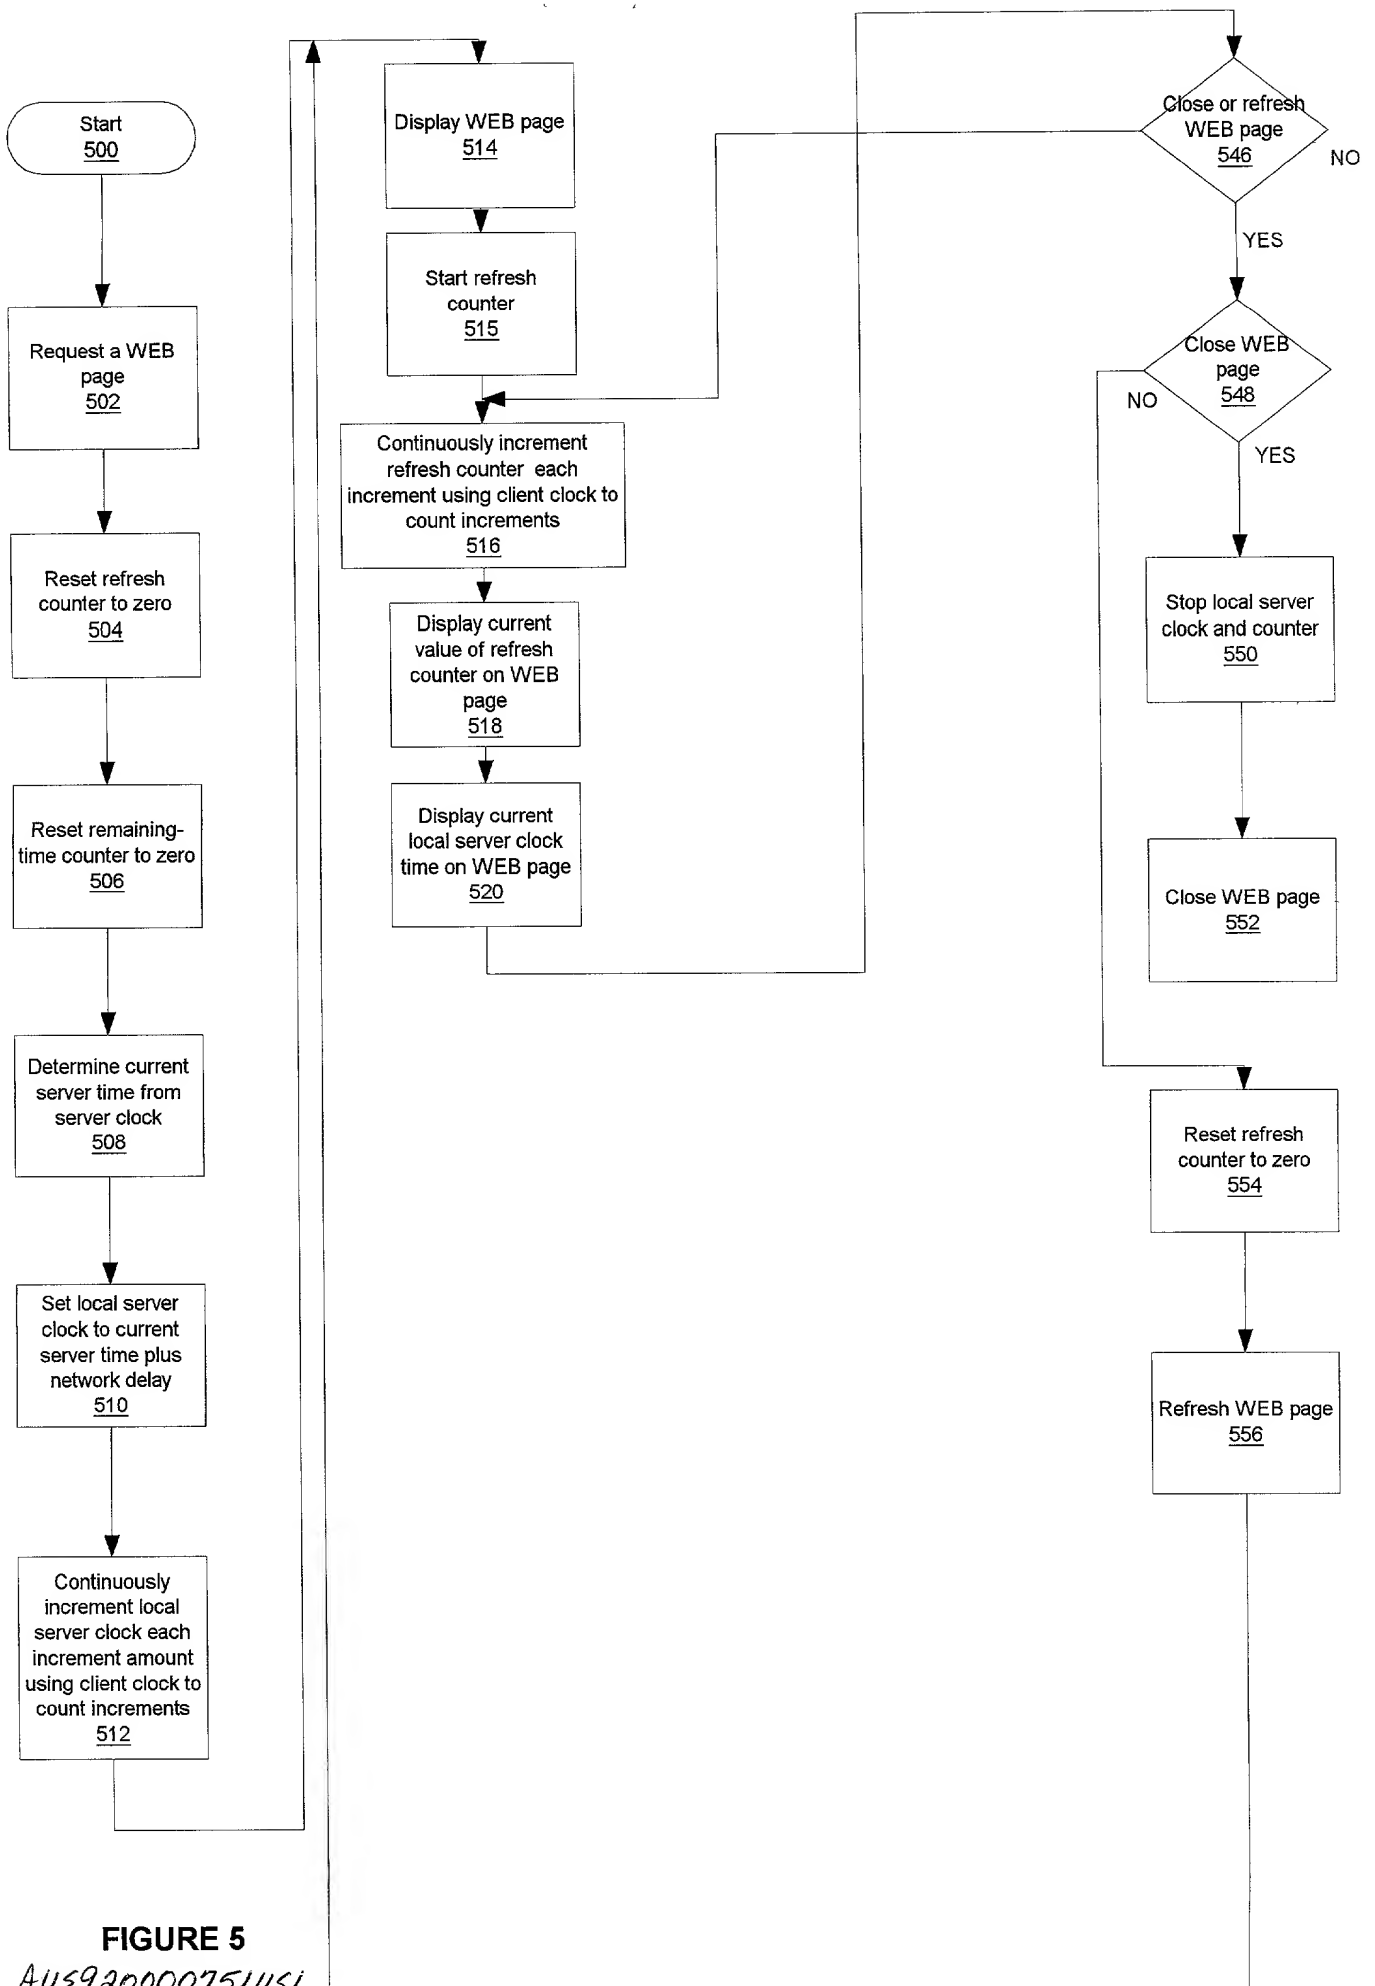 Start
500
Request a WEB
page
502
Reset refresh
counter to zero
504
Reset remaining-
time counter to zero
506
Determine current
server time from
server clock
508
Set local server
clock to current
server time plus
network delay
510
Continuously
increment local
server clock each
increment amount
using client clock to
count increments
512
Display WEB page
514
Start refresh
counter
515
Continuously increment
refresh counter each
increment using client clock to
count increments
516
Display current
value of refresh
counter on WEB
page
518
Display current
local server clock
time on WEB page
520
Close or refresh
WEB page
546
NO
YES
Close WEB
page
548
NO
YES
Stop local server
clock and counter
550
Close WEB page
552
Reset refresh
counter to zero
554
Refresh WEB page
556
FIGURE 5